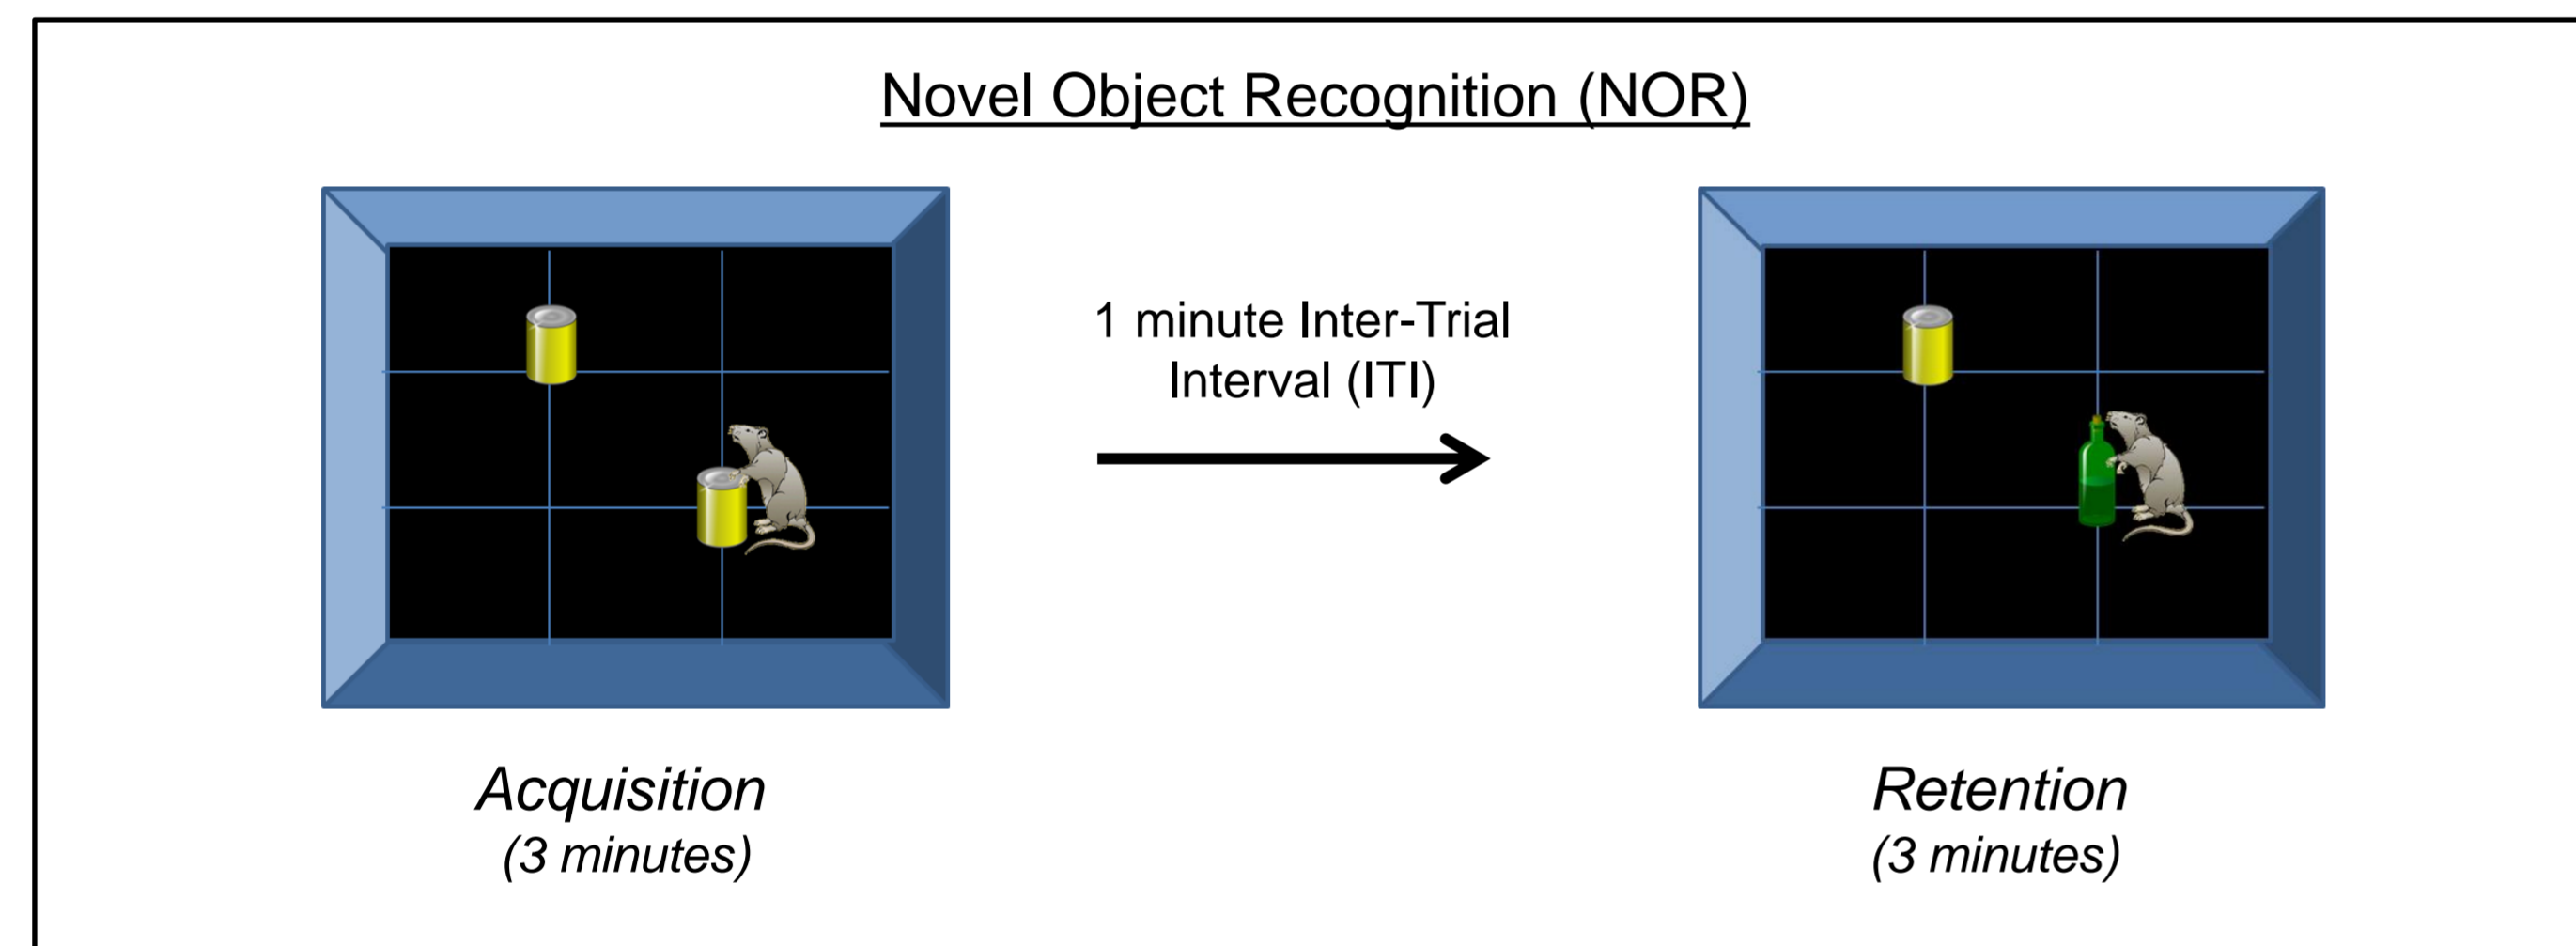 Novel Object Recognition (NOR)
1 minute Inter-Trial
Interval (ITI)
Acquisition
(3 minutes)
Retention
(3 minutes)